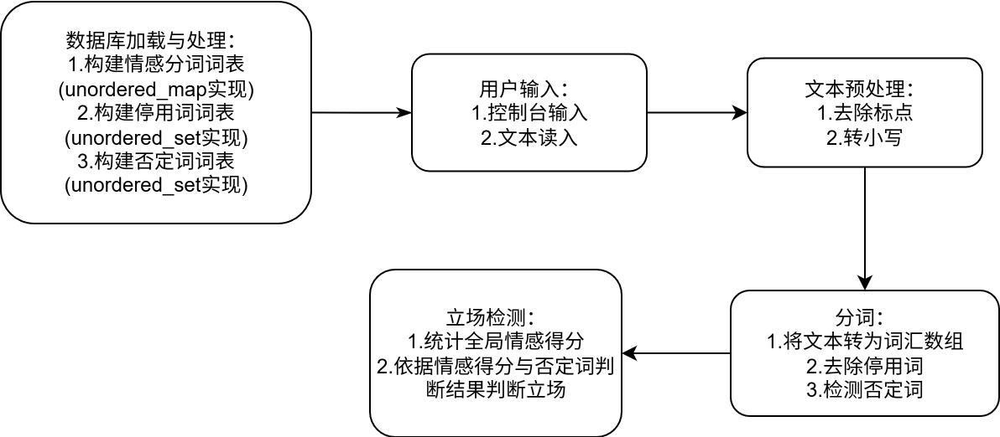 数据库加载与处理：
1.构建情感分词词表
(unordered_map实现)
2.构建停用词词表
(unordered_set实现)
3.构建否定词词表
(unordered_set实现)
用户输入：
1.控制台输入
2.文本读入
文本预处理：
1.去除标点
2.转小写
分词：
1.将文本转为词汇数组
2.去除停用词
3.检测否定词
立场检测：
1.统计全局情感得分
2.依据情感得分与否定词判
断结果判断立场